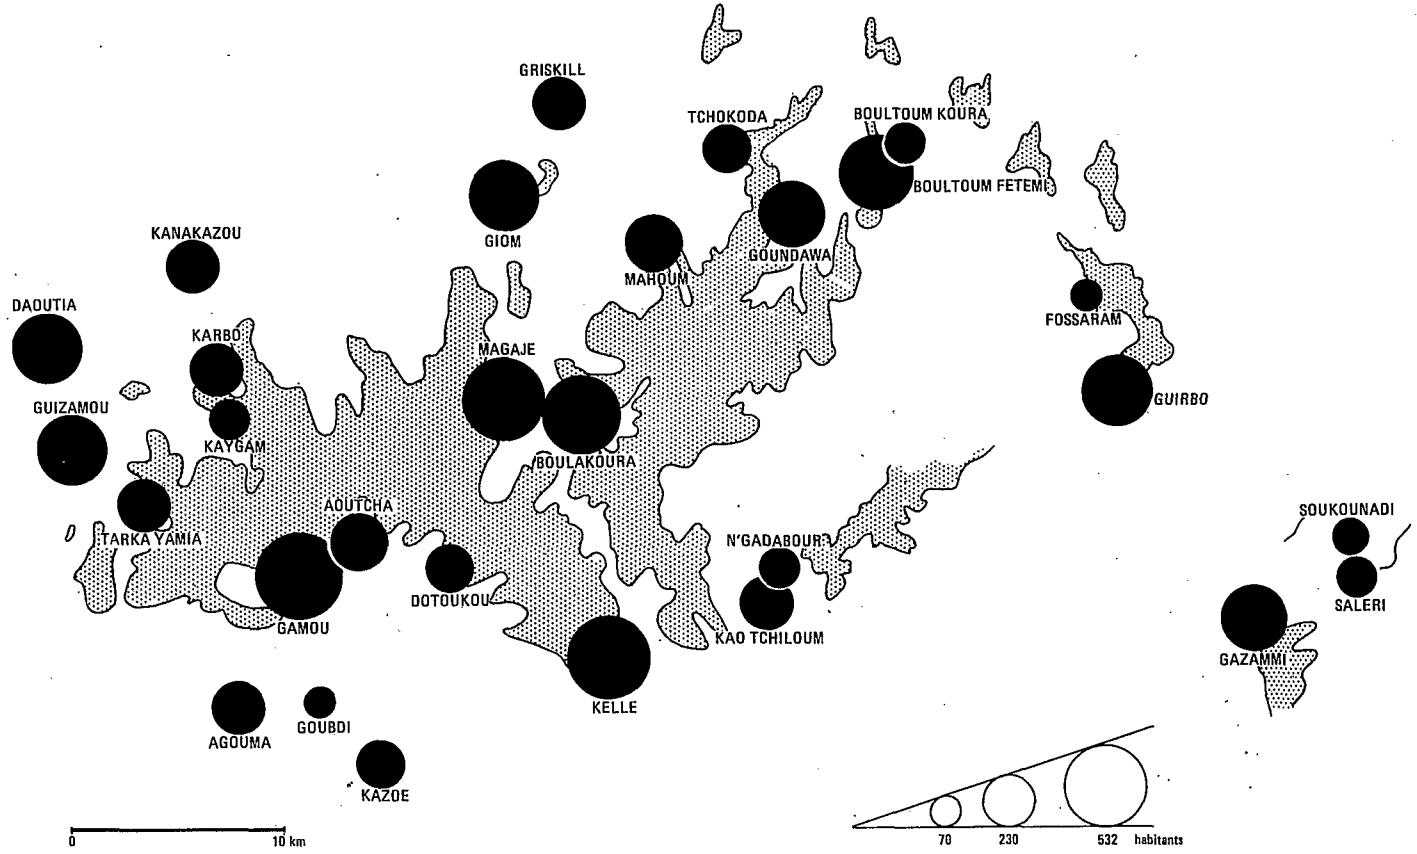 GRISKILL
TCHOKODA
BOULTOUM KOURA
BOULTOUM FETEMI
GIOM
KANAKAZOU
MAHOUM
GOUNDAWA
DAOUTIA
FOSSARAM
KARBO
MAGAJE
GUIZAMOU
GUIRBO
KAYGAM
BOULAKOURA
AOUTCHA
SOUKOUNADI
TARKA YAMIA
N'GADABOURA
DOTOUKOU
SALERI
GAMOU
KAO TCHILOUM
GAZAMMI
KELLE
GOUBDI
AGOUMA
KAZOE
0 10 km
70 230 532 habitants